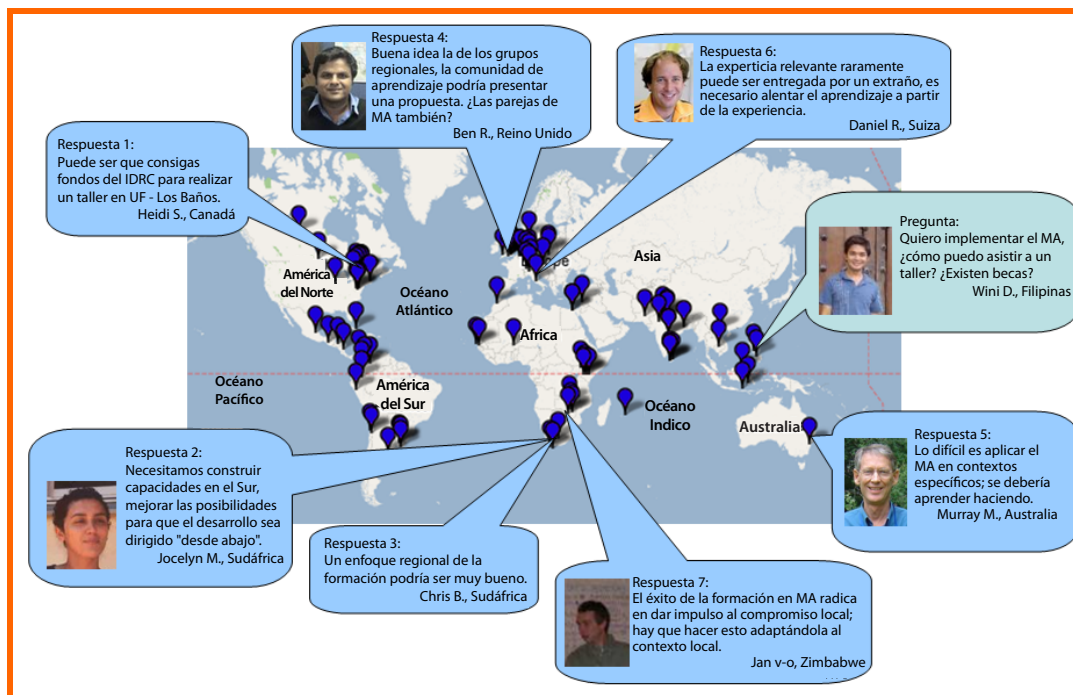 Respuesta 4:
Buena idea la de los grupos
regionales, la comunidad de
aprendizaje podría presentar
una propuesta. ¿Las parejas de
MA también?
Ben R., Reino Unido
Respuesta 6:
La experticia relevante raramente
puede ser entregada por un extraño, es
necesario alentar el aprendizaje a partir
de la experiencia.
Daniel R., Suiza
Respuesta 1:
Puede ser que consigas
fondos del IDRC para realizar
un taller en UF - Los Baños.
Heidi S., Canadá
Pregunta:
Quiero implementar el MA,
¿cómo puedo asistir a un
taller? ¿Existen becas?
Wini D., Filipinas
América
del Norte
Océano
Atlántico
Europe
Asia
Africa
Océano
Pacífico
América
del Sur
Océano
Indico
Australia
Respuesta 2:
Necesitamos construir
capacidades en el Sur,
mejorar las posibilidades
para que el desarrollo sea
dirigido "desde abajo".
Jocelyn M., Sudáfrica
Respuesta 3:
Un enfoque regional de la
formación podría ser muy bueno.
Chris B., Sudáfrica
Respuesta 5:
Lo difícil es aplicar el
MA en contextos
específicos; se debería
aprender haciendo.
Murray M., Australia
Respuesta 7:
El éxito de la formación en MA radica
en dar impulso al compromiso local;
hay que hacer esto adaptándola al
contexto local.
Jan v-o, Zimbabwe